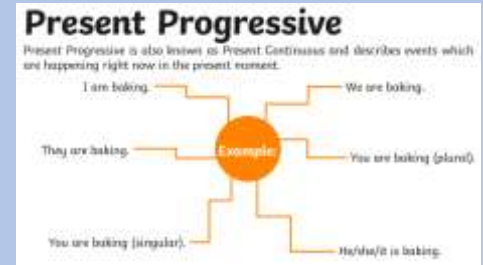 Present Progressive
Present Progressive is also known as Present Continuous and describes events which
are happening right now in the present moment.
I am baking.
We are baking.
They are baking.
Example:
You are baking (plural).
You are baking (singular).
He/she/it is baking.